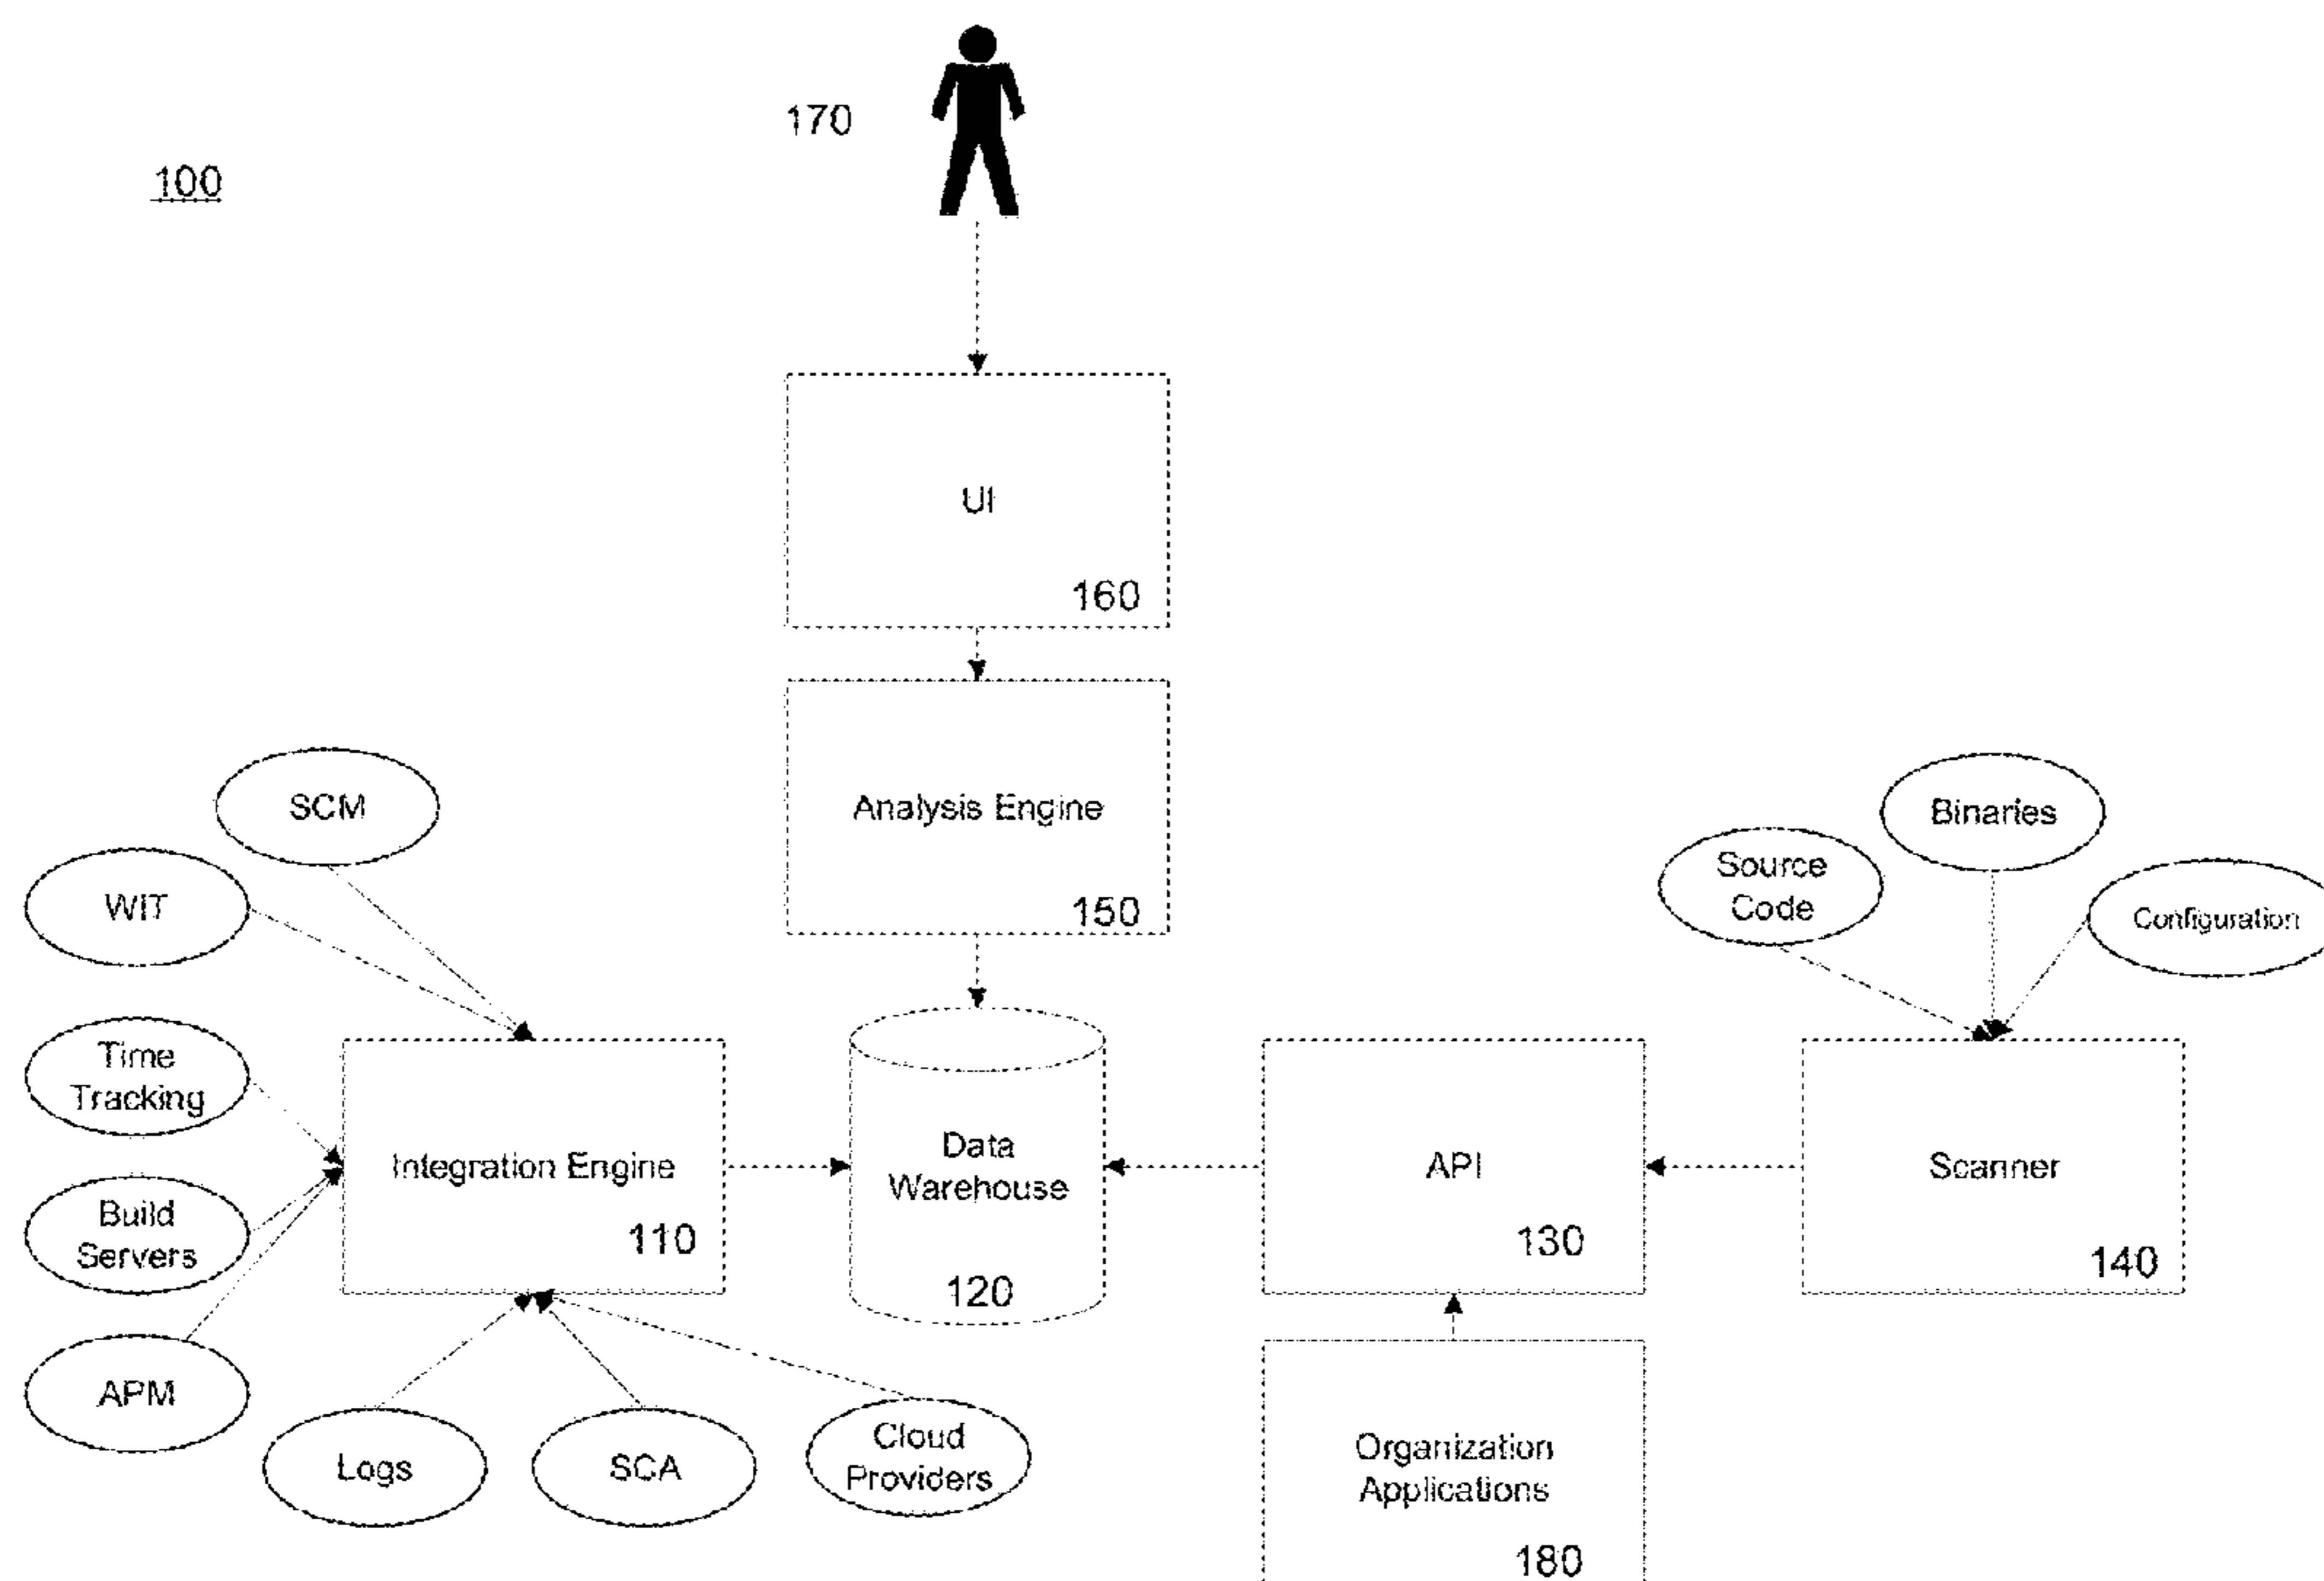 170
100
UI
160
Analysis Engine
150
SCM
WIT
Time
Tracking
Build
Servers
APM
Integration Engine
110
Logs
SCA
Cloud
Providers
Data
Warehouse
120
API
130
Organization
Applications
180
Source
Code
Binaries
Configuration
Scanner
140